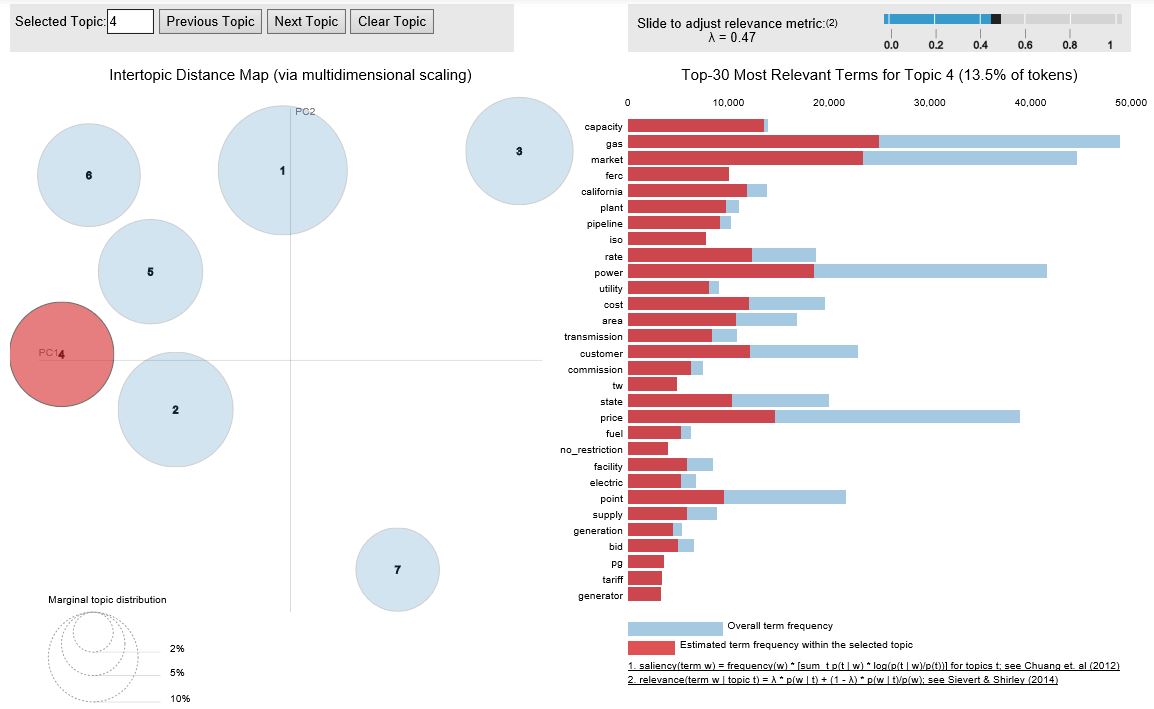 Selected Topic: 4 Previous Topic Next Topic Clear Topic
Slide to adjust relevance metric:(2)
λ = 0.47
0.0 0.2 0.4 0.6 0.8 1
Intertopic Distance Map (via multidimensional scaling)
PC2
3
1
6
5
PC1
4
2
7
Marginal topic distribution
2%
5%
10%
Top-30 Most Relevant Terms for Topic 4 (13.5% of tokens)
0 10,000 20,000 30,000 40,000 50,000
capacity
gas
market
ferc
california
plant
pipeline
iso
rate
power
utility
cost
area
transmission
customer
commission
tw
state
price
fuel
no_restriction
facility
electric
point
supply
generation
bid
pg
tariff
generator
Overall term frequency
Estimated term frequency within the selected topic
1. saliency(term w) = frequency(w) * [sum_t p(t | w) * log(p(t | w)/p(t))] for topics t; see Chuang et. al (2012)
2. relevance(term w | topic t) = λ * p(w | t) + (1 - λ) * p(w | t)/p(w); see Sievert & Shirley (2014)